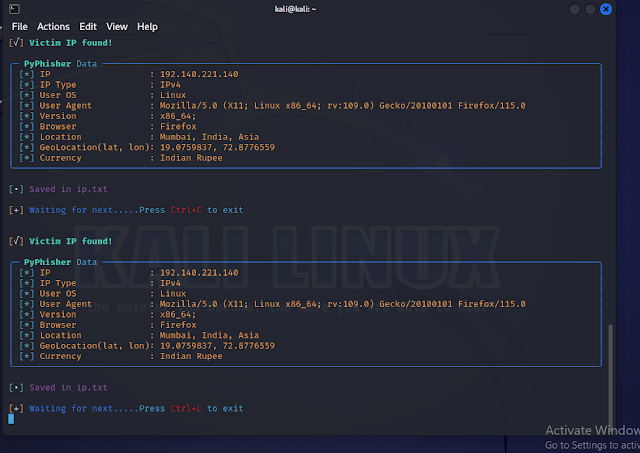 kali@kali: ~
File Actions Edit View Help
[√] Victim IP found!
PyPhisher Data
[*] IP : 192.140.221.140
[*] IP Type : IPv4
[*] User OS : Linux
[*] User Agent : Mozilla/5.0 (X11; Linux x86_64; rv:109.0) Gecko/20100101 Firefox/115.0
[*] Version : x86_64;
[*] Browser : Firefox
[*] Location : Mumbai, India, Asia
[*] GeoLocation(lat, lon): 19.0759837, 72.8776559
[*] Currency : Indian Rupee
[•] Saved in ip.txt
[+] Waiting for next.....Press Ctrl+C to exit
[√] Victim IP found!
KALI LINUX
PyPhisher Data
[*] IP : 192.140.221.140
[*] IP Type : IPv4
[*] User OS : Linux
[*] User Agent : Mozilla/5.0 (X11; Linux x86_64; rv:109.0) Gecko/20100101 Firefox/115.0
[*] Version : x86_64;
[*] Browser : Firefox
[*] Location : Mumbai, India, Asia
[*] GeoLocation(lat, lon): 19.0759837, 72.8776559
[*] Currency : Indian Rupee
[•] Saved in ip.txt
[+] Waiting for next.....Press Ctrl+C to exit
Activate Window
Go to Settings to activ